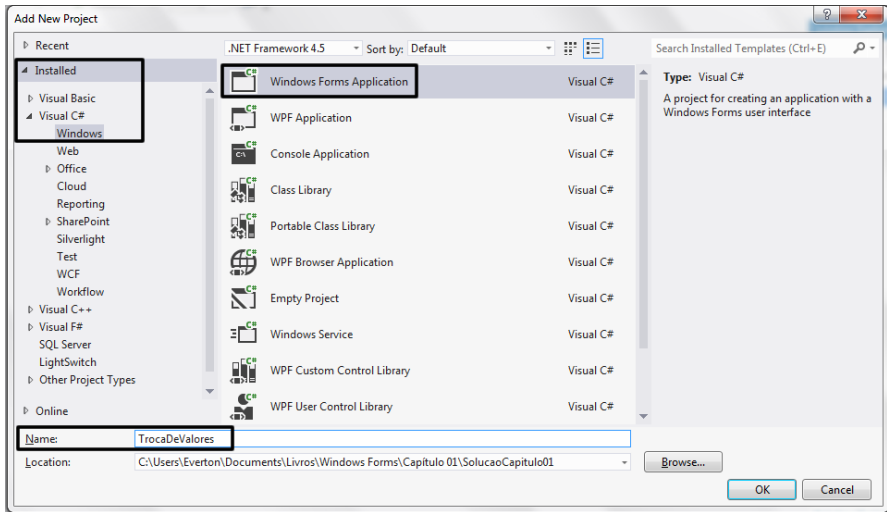 Add New Project
Recent
.NET Framework 4.5 Sort by: Default
Search Installed Templates (Ctrl+E)
Installed
Visual Basic
Visual C#
Windows
Web
Office
Cloud
Reporting
SharePoint
Silverlight
Test
WCF
Workflow
Visual C++
Visual F#
SQL Server
LightSwitch
Other Project Types
Online
Windows Forms Application Visual C#
WPF Application Visual C#
Console Application Visual C#
Class Library Visual C#
Portable Class Library Visual C#
WPF Browser Application Visual C#
Empty Project Visual C#
Windows Service Visual C#
WPF Custom Control Library Visual C#
WPF User Control Library Visual C#
Type: Visual C#
A project for creating an application with a
Windows Forms user interface
Name: TrocaDeValores
Location: C:\Users\Everton\Documents\Livros\Windows Forms\Capítulo 01\SolucaoCapitulo01
Browse...
OK Cancel